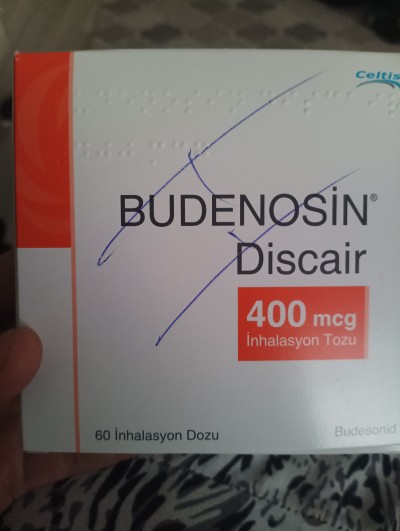 Celtis
BUDENOSİN®
Discair
400 mcg
İnhalasyon Tozu
60 İnhalasyon Dozu
Budesonid